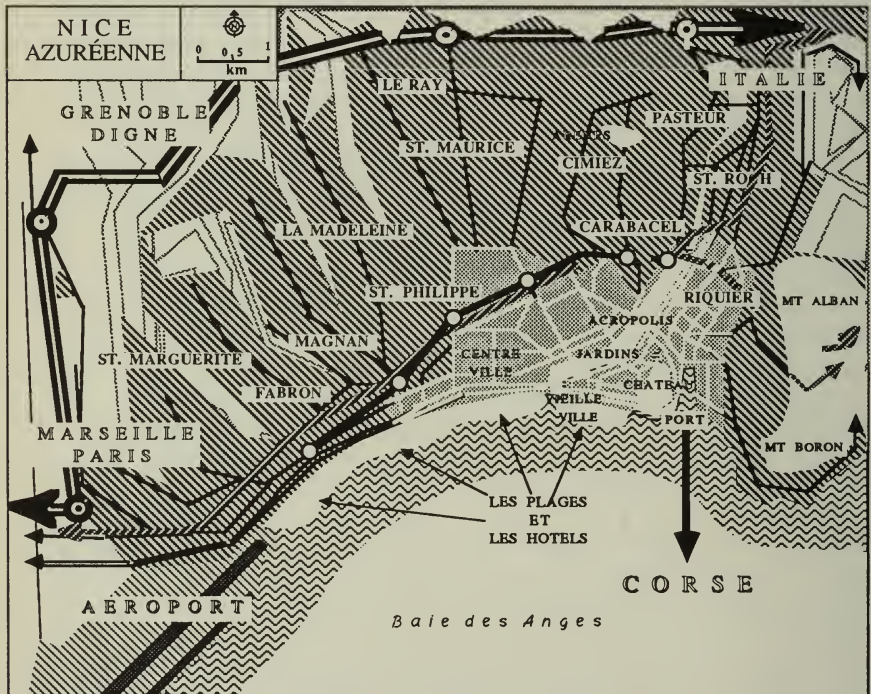 NICE
AZURÉENNE
0 0,5 1
km
GRENOBLE
DIGNE
ITALIE
LE RAY
PASTEUR
ST. MAURICE
CIMIEZ
ST. ROCH
LA MADELEINE
CARABACEL
ST. PHILIPPE
RIQUIER
MT ALBAN
ACROPOLIS
MAGNAN
CENTRE
VILLE
JARDINS
ST. MARGUERITE
FABRON
CHATEAU
VIEILLE
VILLE
PORT
MARSEILLE
PARIS
MT BORON
LES PLAGES
ET
LES HOTELS
CORSE
AEROPORT
Baie des Anges